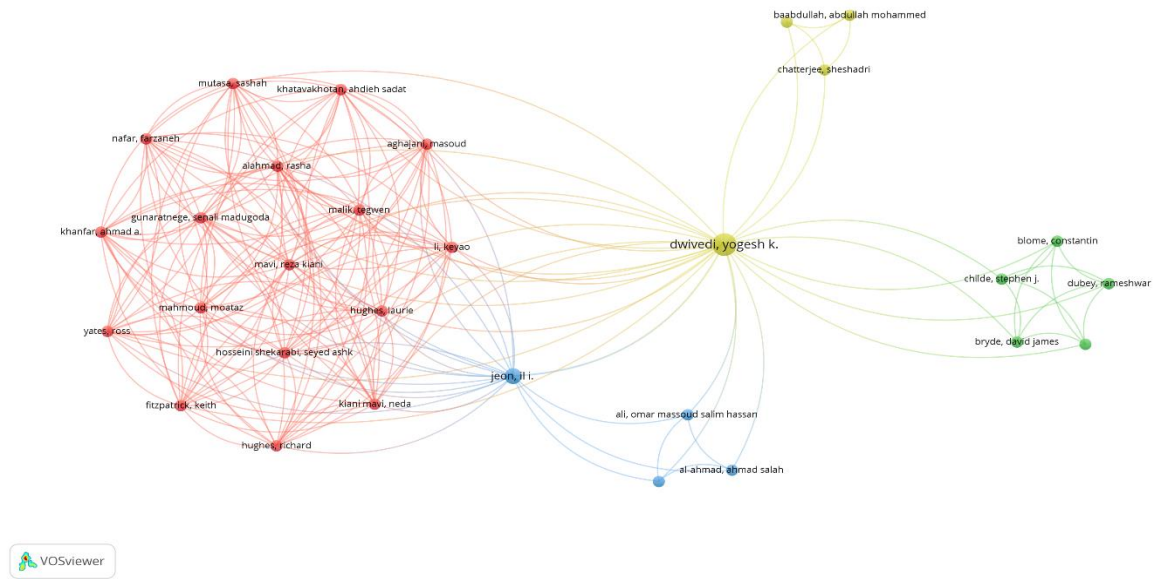 baabdullah, abdullah mohammed
chatterjee, sheshadri
mutasa, sashah
khatavakhotan, ahdieh sadat
nafar, farzaneh
aghajani, masoud
alahmad, rasha
malik, tegwen
gunaratnege, senali madugoda
khanfar, ahmad a.
li, keyao
dwivedi, yogesh k.
blome, constantin
mavi, reza kiani
childe, stephen j.
dubey, rameshwar
mahmoud, moataz
hughes, laurie
yates, ross
bryde, david james
hosseini shekarabi, seyed ashk
jeon, il i.
fitzpatrick, keith
kiani mavi, neda
ali, omar massoud salim hassan
hughes, richard
al-ahmad, ahmad salah
VOSviewer